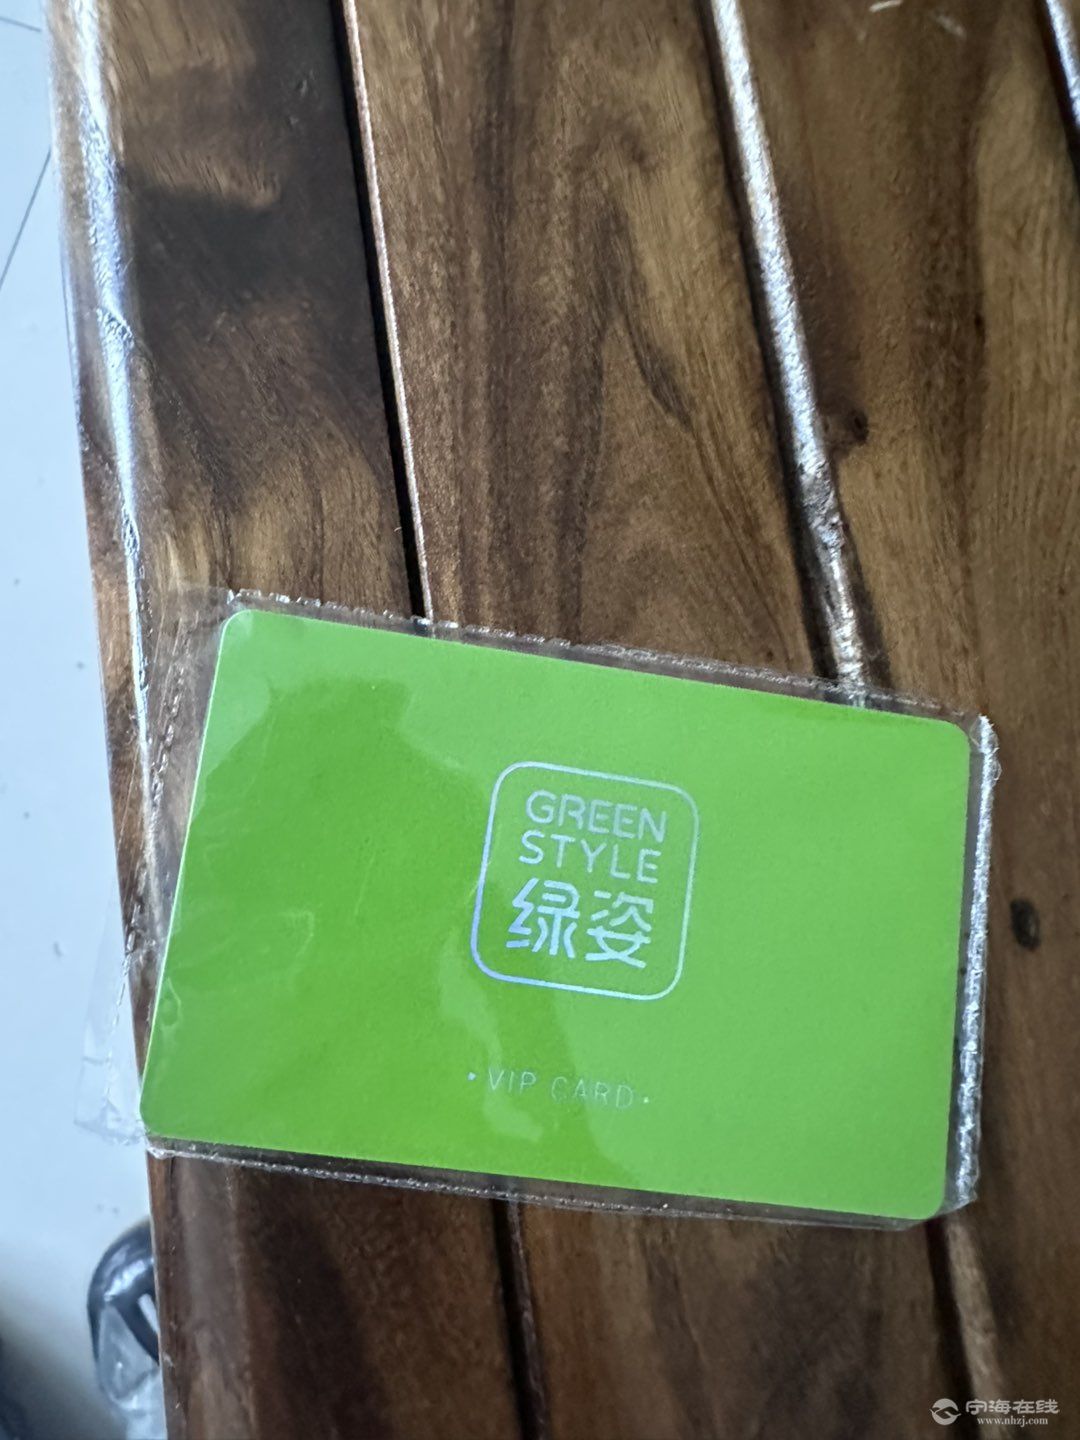 GREEN
STYLE
绿姿
·VIP CARD·
宁海在线
www.nhzj.com